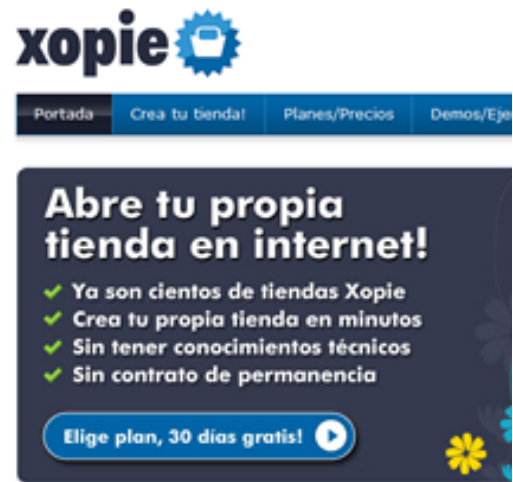 xopie
Portada Crea tu tienda! Planes/Precios Demos/Eje
Abre tu propia
tienda en internet!
Ya son cientos de tiendas Xopie
Crea tu propia tienda en minutos
Sin tener conocimientos técnicos
Sin contrato de permanencia
Elige plan, 30 días gratis!